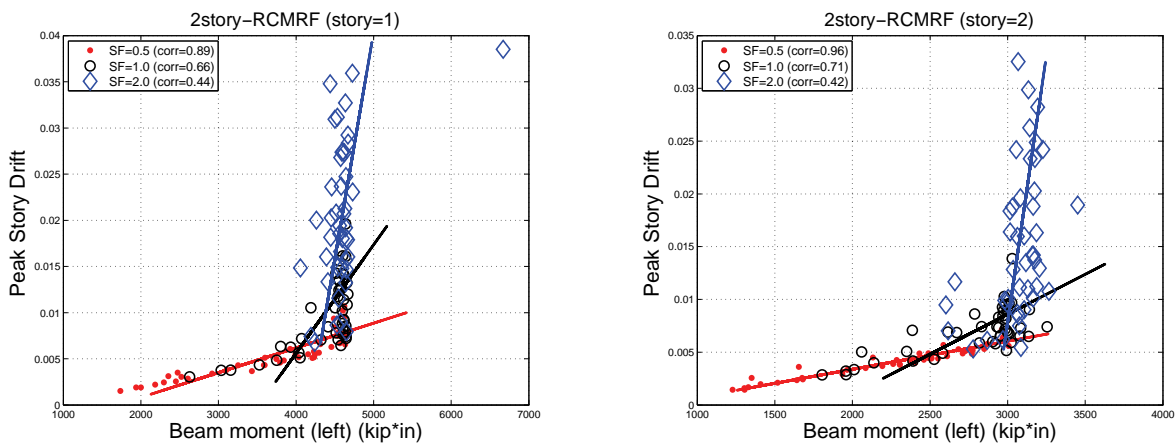 2story-RCMRF (story=1)
0.04
0.035
0.03
0.025
0.02
0.015
0.01
0.005
0
Peak Story Drift
SF=0.5 (corr=0.89)
SF=1.0 (corr=0.66)
SF=2.0 (corr=0.44)
1000 2000 3000 4000 5000 6000 7000
Beam moment (left) (kip*in)
2story-RCMRF (story=2)
0.035
0.03
0.025
0.02
0.015
0.01
0.005
0
Peak Story Drift
SF=0.5 (corr=0.96)
SF=1.0 (corr=0.71)
SF=2.0 (corr=0.42)
1000 1500 2000 2500 3000 3500 4000
Beam moment (left) (kip*in)